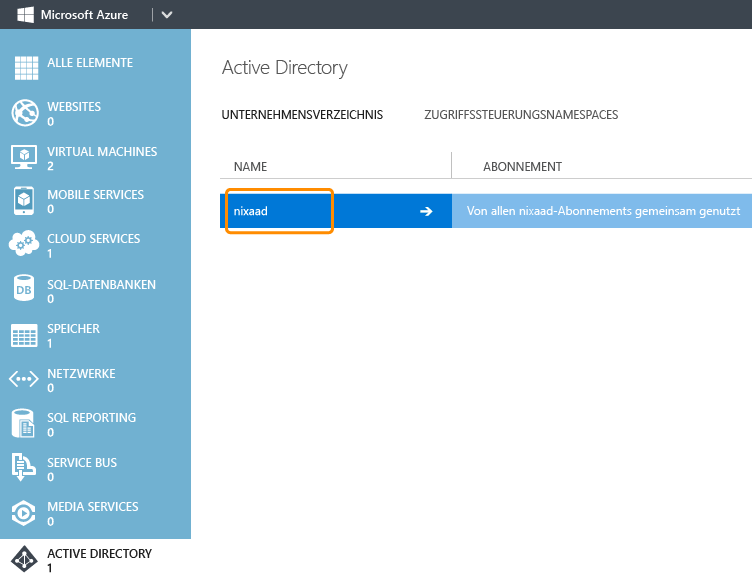 Microsoft Azure
ALLE ELEMENTE
WEBSITES
0
VIRTUAL MACHINES
2
MOBILE SERVICES
0
CLOUD SERVICES
1
DB
SQL-DATENBANKEN
0
SPEICHER
1
NETZWERKE
0
SQL REPORTING
0
SERVICE BUS
0
MEDIA SERVICES
0
ACTIVE DIRECTORY
1
Active Directory
UNTERNEHMENSVERZEICHNIS ZUGRIFFSSTEUERUNGSNAMESPACES
NAME ABONNEMENT
nixaad Von allen nixaad-Abonnements gemeinsam genutzt